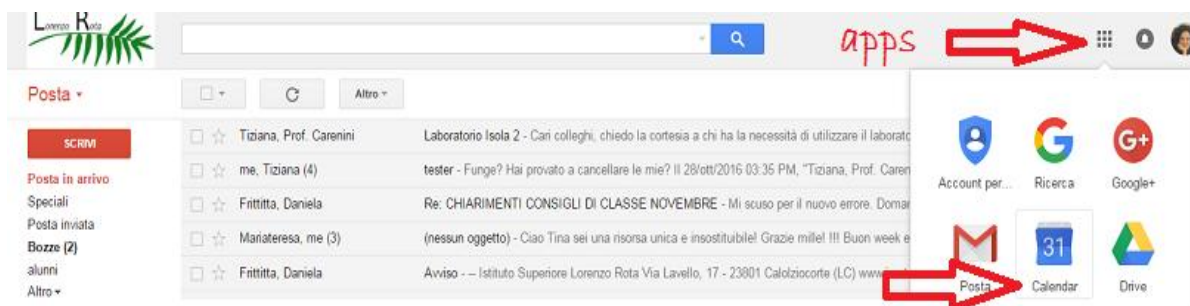 Lorenzo Rota
apps
Posta
Altro
SCRIVI
Posta in arrivo
Speciali
Posta inviata
Bozze (2)
alunni
Altro
Tiziana, Prof. Carenini Laboratorio Isola 2 - Cari colleghi, chiedo la cortesia a chi ha la necessità di utilizzare il laborato
me, Tiziana (4) tester - Funge? Hai provato a cancellare le mie? Il 28/ott/2016 03:35 PM, "Tiziana, Prof. Caren
Frittitta, Daniela Re: CHIARIMENTI CONSIGLI DI CLASSE NOVEMBRE - Mi scuso per il nuovo errore. Domar
Mariateresa, me (3) (nessun oggetto) - Ciao Tina sei una risorsa unica e insostituibile! Grazie mille! !!! Buon week e
Frittitta, Daniela Avviso - -- Istituto Superiore Lorenzo Rota Via Lavello, 17 - 23801 Calolziocorte (LC)
Account per... Ricerca Google+
G+
31
Posta Calendar Drive